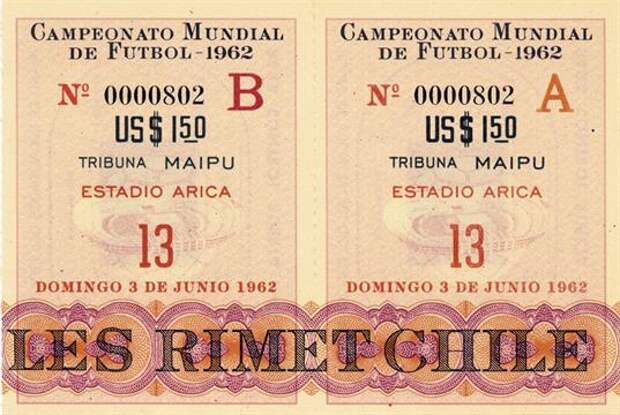 CAMPEONATO MUNDIAL
DE FUTBOL-1962
Nº 0000802 B
US$ 1.50
TRIBUNA MAIPU
ESTADIO ARICA
13
DOMINGO 3 DE JUNIO 1962
CAMPEONATO MUNDIAL
DE FUTBOL-1962
Nº 0000802 A
US$ 1.50
TRIBUNA MAIPU
ESTADIO ARICA
13
DOMINGO 3 DE JUNIO 1962
LES RIMET CHILE